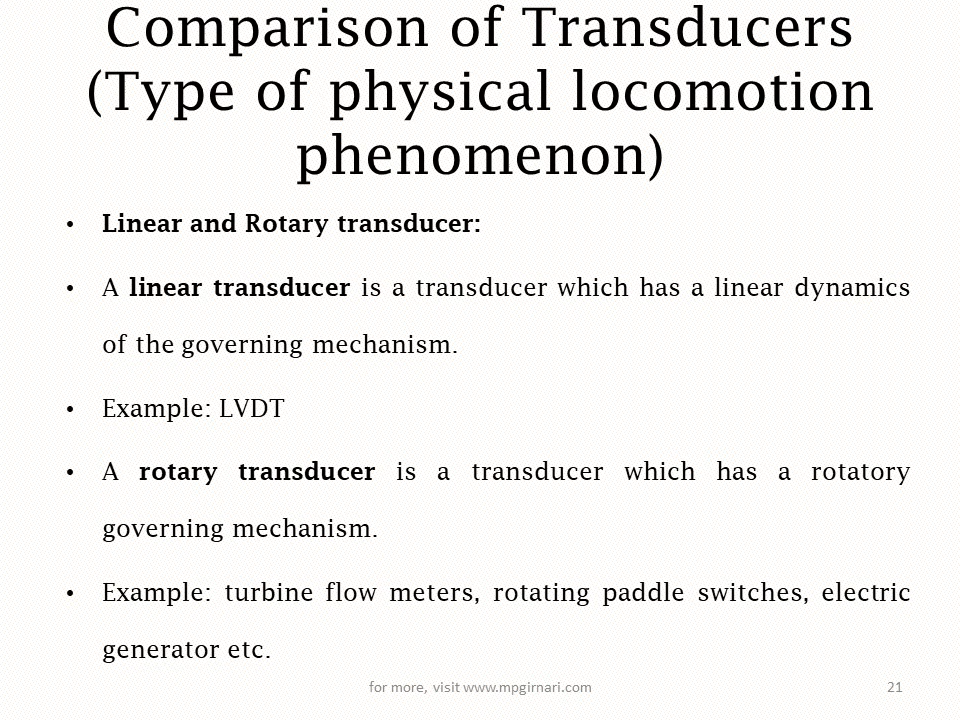 Comparison of Transducers
(Type of physical locomotion
phenomenon)
• Linear and Rotary transducer:
• A linear transducer is a transducer which has a linear dynamics
of the governing mechanism.
• Example: LVDT
• A rotary transducer is a transducer which has a rotatory
governing mechanism.
• Example: turbine flow meters, rotating paddle switches, electric
generator etc.
for more, visit www.mpgirnari.com
21